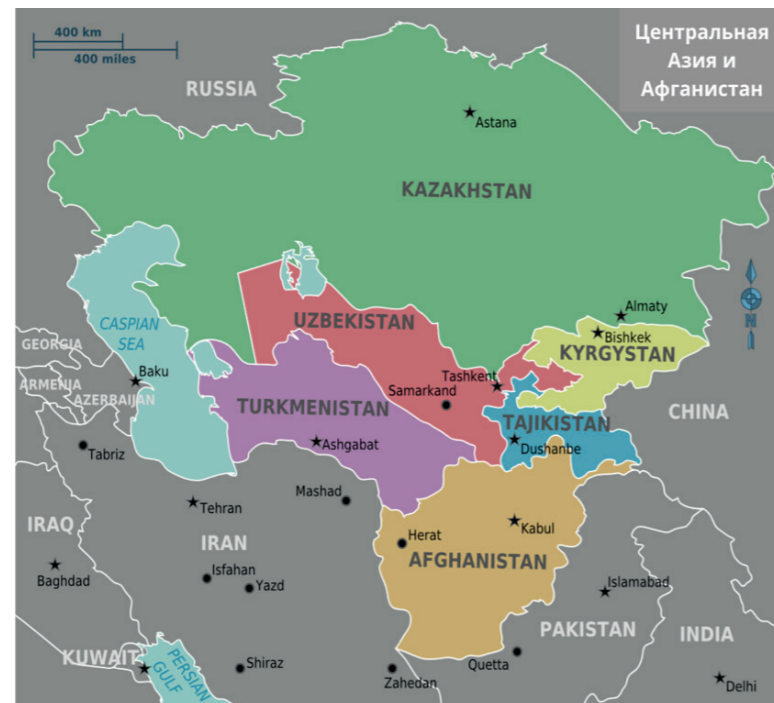 400 km
400 miles
Центральная
Азия и
Афганистан
RUSSIA
Astana
KAZAKHSTAN
CASPIAN
SEA
UZBEKISTAN
Almaty
N
Bishkek
GEORGIA
KYRGYSTAN
ARMENIA
Baku
AZERBAIJAN
Tashkent
Samarkand
TURKMENISTAN
TAJIKISTAN
CHINA
Ashgabat
Dushanbe
Tabriz
Mashad
Tehran
IRAQ
IRAN
Herat
Kabul
AFGHANISTAN
Baghdad
Isfahan
Yazd
Islamabad
PAKISTAN
INDIA
KUWAIT
PERSIAN
GULF
Shiraz
Zahedan
Quetta
Delhi